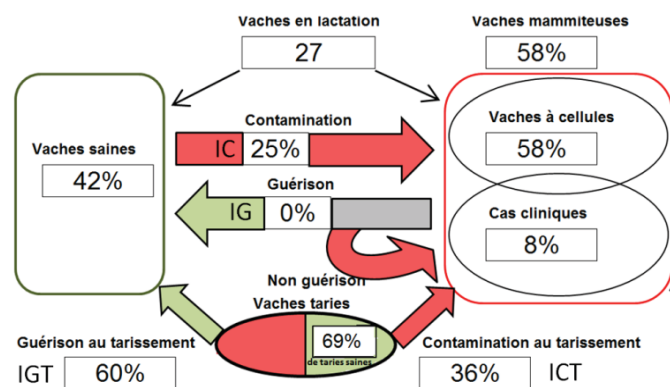 Vaches en lactation
27
Vaches mammiteuses
58%
Vaches saines
42%
Contamination
IC 25%
Guérison
IG 0%
Vaches à cellules
58%
Cas cliniques
8%
Non guérison
Vaches taries
69%
de taries saines
Guérison au tarissement
IGT 60%
Contamination au tarissement
36% ICT